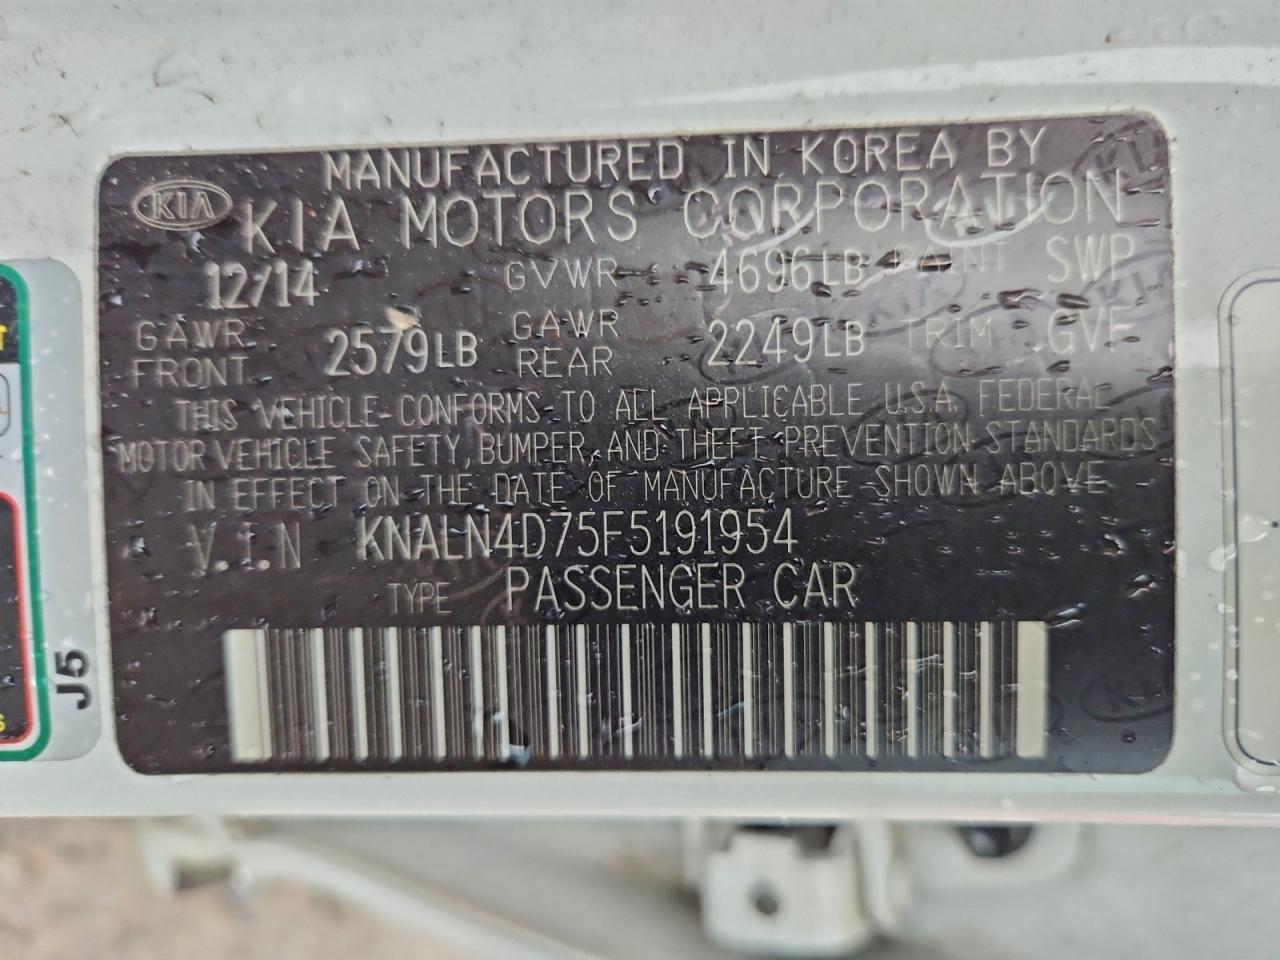 MANUFACTURED IN KOREA BY
KIA KIA MOTORS CORPORATION
12/14 GVWR 4696LB PAINT SWP
GAWR FRONT 2579LB GAWR REAR 2249LB TRIM GVF
THIS VEHICLE CONFORMS TO ALL APPLICABLE U.S.A. FEDERAL
MOTOR VEHICLE SAFETY, BUMPER, AND THEFT PREVENTION STANDARDS
IN EFFECT ON THE DATE OF MANUFACTURE SHOWN ABOVE
V.I.N KNALN4D75F5191954
TYPE PASSENGER CAR
J5